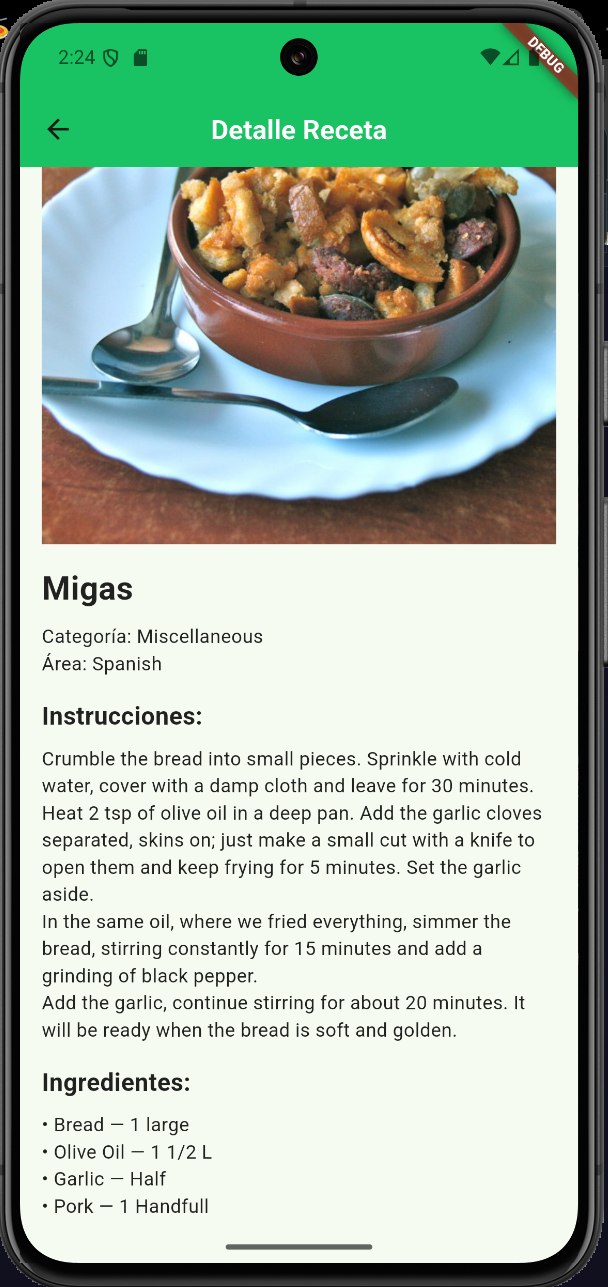 2:24
DEBUG
Detalle Receta
Migas
Categoría: Miscellaneous
Área: Spanish
Instrucciones:
Crumble the bread into small pieces. Sprinkle with cold
water, cover with a damp cloth and leave for 30 minutes.
Heat 2 tsp of olive oil in a deep pan. Add the garlic cloves
separated, skins on; just make a small cut with a knife to
open them and keep frying for 5 minutes. Set the garlic
aside.
In the same oil, where we fried everything, simmer the
bread, stirring constantly for 15 minutes and add a
grinding of black pepper.
Add the garlic, continue stirring for about 20 minutes. It
will be ready when the bread is soft and golden.
Ingredientes:
• Bread — 1 large
• Olive Oil — 1 1/2 L
• Garlic — Half
• Pork — 1 Handfull